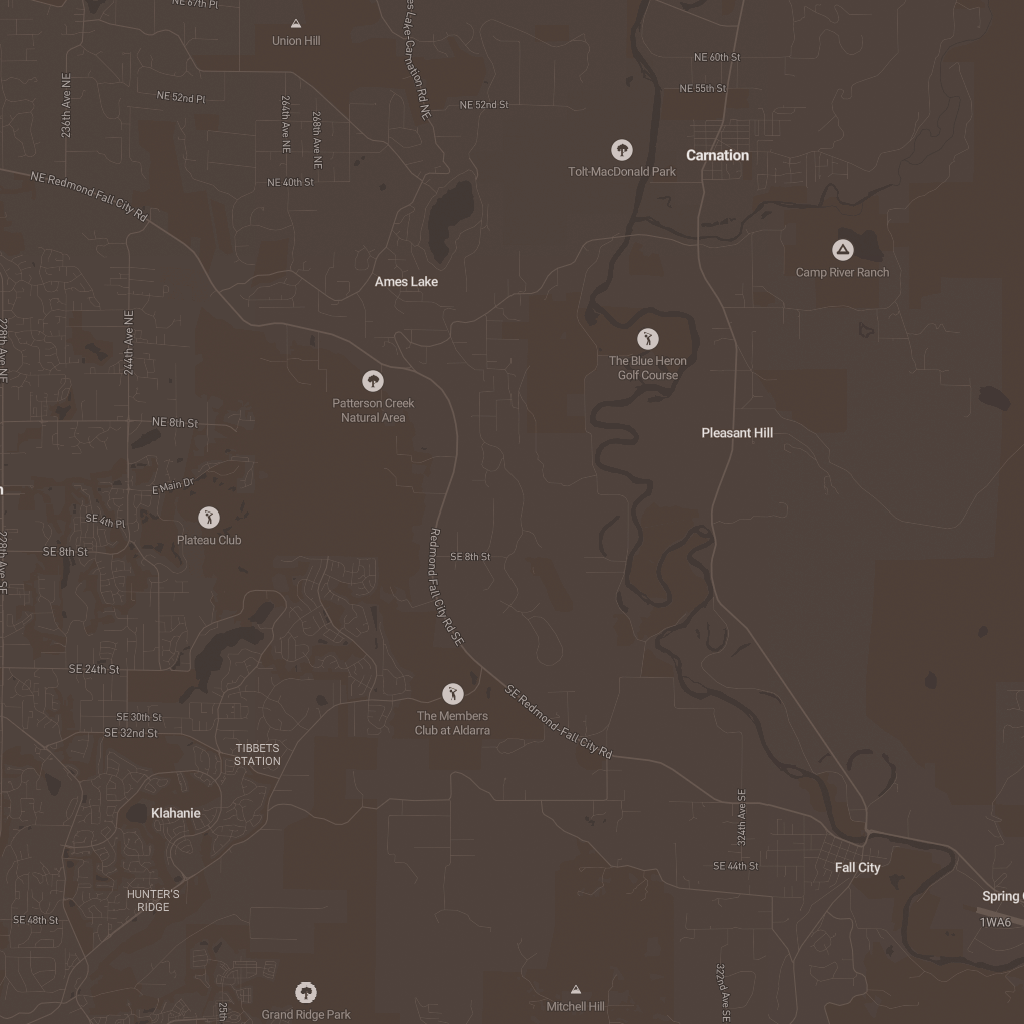 NE 67th Pl
Union Hill
NE 60th St
236th Ave NE
NE 52nd Pl
264th Ave NE
268th Ave NE
es Lake-Carnation Rd NE
NE 52nd St
NE 55th St
Carnation
Tolt-MacDonald Park
NE 40th St
NE Redmond Fall City Rd
Ames Lake
Camp River Ranch
228th Ave NE
244th Ave NE
The Blue Heron
Golf Course
Patterson Creek
Natural Area
NE 8th St
Pleasant Hill
E Main Dr
SE 4th Pl
Plateau Club
SE 8th St
228th Ave SE
Redmond Fall City Rd SE
SE 8th St
SE 24th St
SE 30th St
SE 32nd St
The Members
Club at Aldarra
SE Redmond-Fall City Rd
TIBBETS
STATION
Klahanie
324th Ave SE
SE 44th St
Fall City
HUNTER'S
RIDGE
Spring
1WA6
SE 48th St
322nd Ave SE
25th
Grand Ridge Park
Mitchell Hill